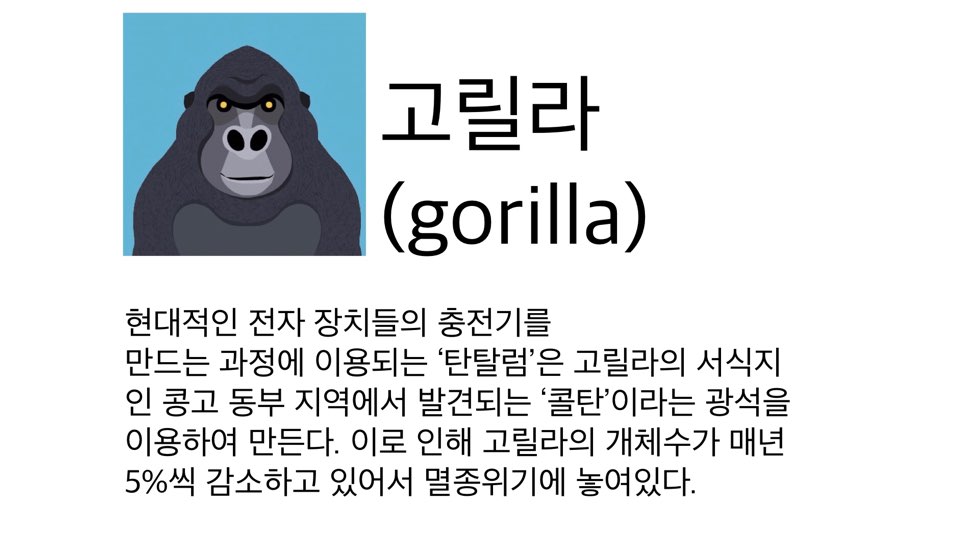 고릴라
(gorilla)
현대적인 전자 장치들의 충전기를
만드는 과정에 이용되는 ‘탄탈럼’은 고릴라의 서식지
인 콩고 동부 지역에서 발견되는 ‘콜탄’이라는 광석을
이용하여 만든다. 이로 인해 고릴라의 개체수가 매년
5%씩 감소하고 있어서 멸종위기에 놓여있다.